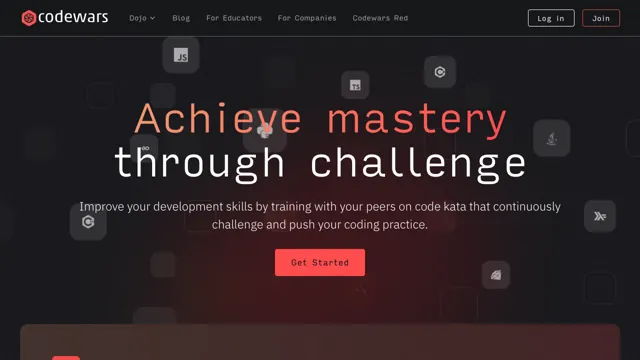 codewars
Dojo
Blog
For Educators
For Companies
Codewars Red
Log in
Join
JS
TS
GO
Achieve mastery
through challenge
Improve your development skills by training with your peers on code kata that continuously
challenge and push your coding practice.
Get Started